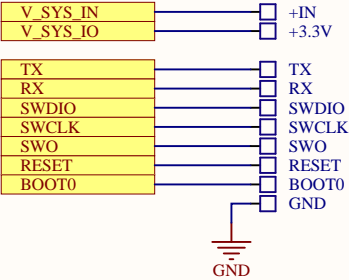 V_SYS_IN +IN
V_SYS_IO +3.3V
TX TX
RX RX
SWDIO SWDIO
SWCLK SWCLK
SWO SWO
RESET RESET
BOOT0 BOOT0
GND
GND